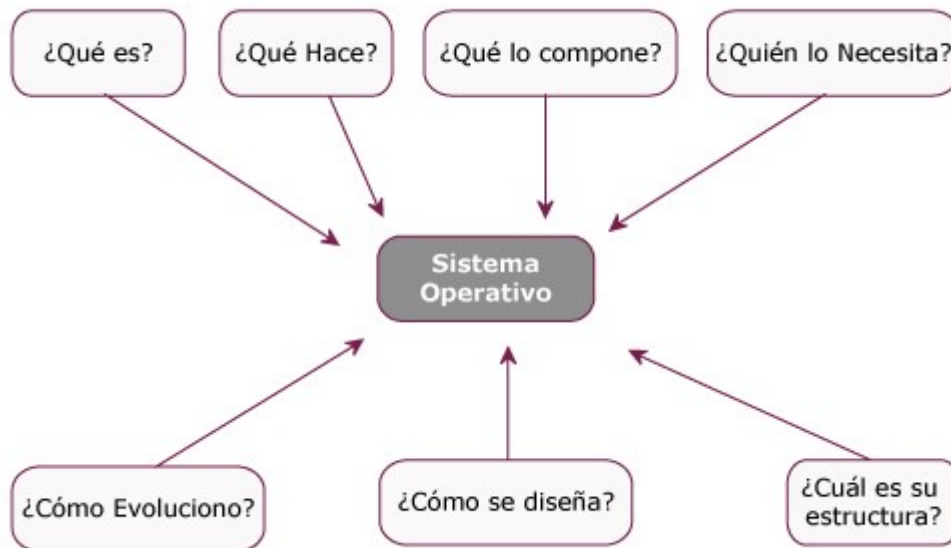 ¿Qué es?
¿Qué Hace?
¿Qué lo compone?
¿Quién lo Necesita?
Sistema
Operativo
¿Cómo Evoluciono?
¿Cómo se diseña?
¿Cuál es su
estructura?